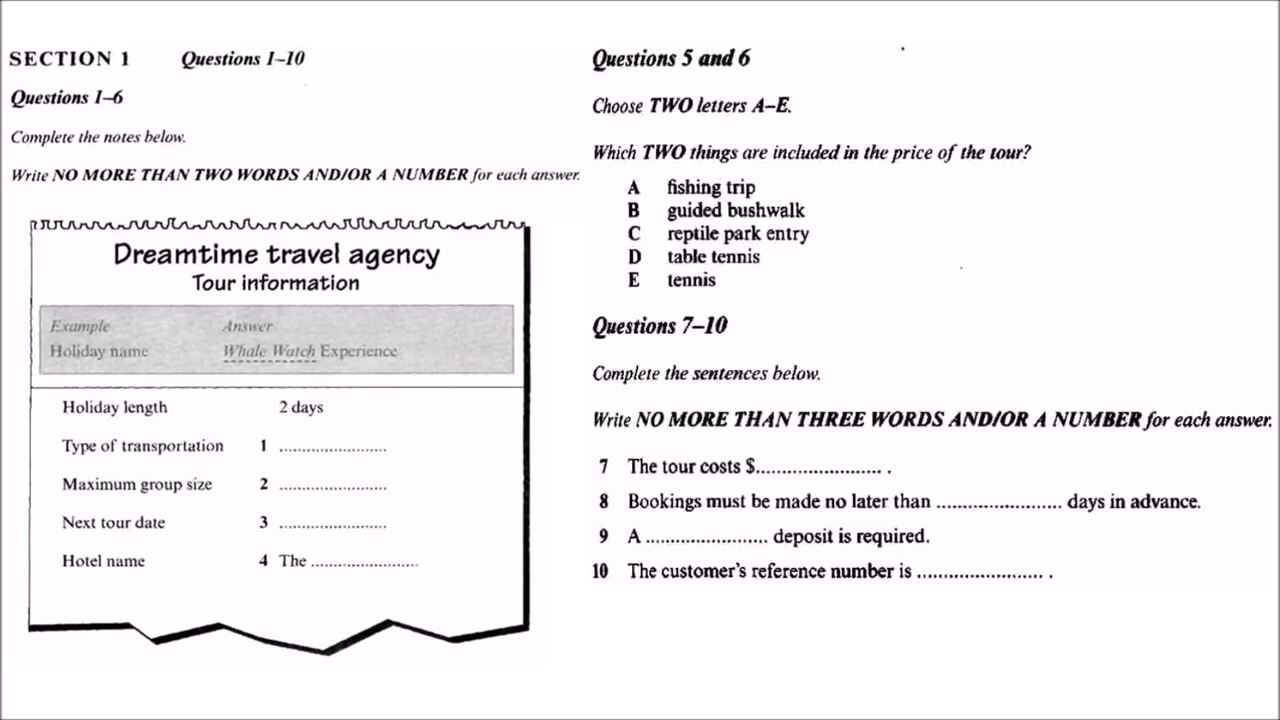 SECTION 1 Questions 1–10
Questions 1–6
Complete the notes below.
Write NO MORE THAN TWO WORDS AND/OR A NUMBER for each answer.
Dreamtime travel agency
Tour information
Example Answer
Holiday name Whale Watch Experience
Holiday length 2 days
Type of transportation 1 ........................
Maximum group size 2 ........................
Next tour date 3 ........................
Hotel name 4 The ........................
Questions 5 and 6
Choose TWO letters A–E.
Which TWO things are included in the price of the tour?
A fishing trip
B guided bushwalk
C reptile park entry
D table tennis
E tennis
Questions 7–10
Complete the sentences below.
Write NO MORE THAN THREE WORDS AND/OR A NUMBER for each answer.
7 The tour costs $........................ .
8 Bookings must be made no later than ........................ days in advance.
9 A ........................ deposit is required.
10 The customer's reference number is ........................ .